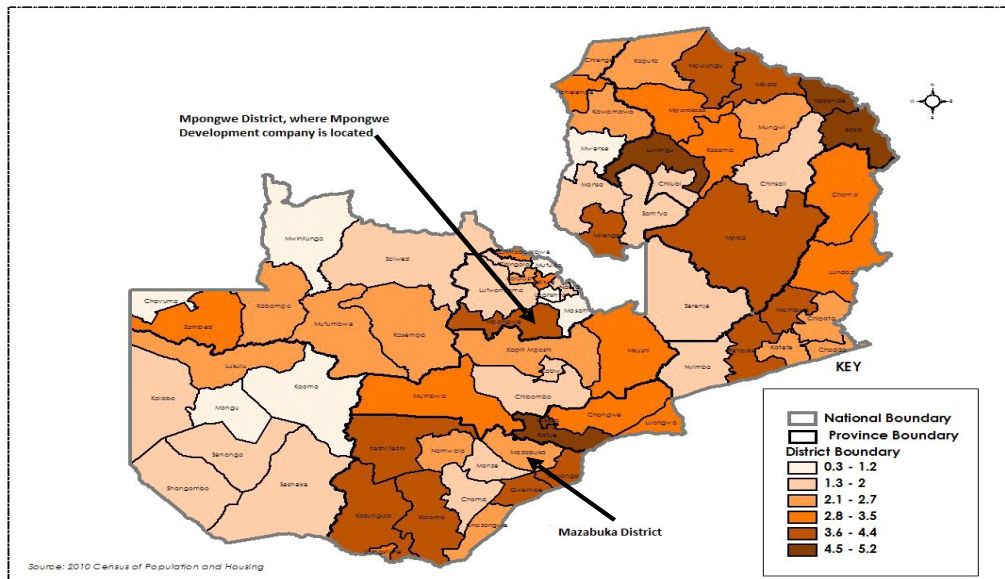 Mpongwe District, where Mpongwe
Development company is located
Chienge
Kaputa
Mpulungu
Mbala
Nakonde
Isoka
Kawambwa
Mporokoso
Mungwi
Kasama
Luwingu
Mwense
Mansa
Chilubi
Samfya
Milenge
Chinsali
Chama
Mpika
Lundazi
Serenje
Mambwe
Chipata
Katete
Chadiza
Petauke
Nyimba
Mwinilunga
Solwezi
Chavuma
Zambezi
Kabompo
Mufumbwe
Kasempa
Lukulu
Kalabo
Mongu
Kaoma
Senanga
Shangombo
Sesheke
Lufwanyama
Masaiti
Kapiri Mposhi
Mkushi
Chibombo
Mumbwa
Chongwe
Luangwa
Kafue
Itezhi Tezhi
Namwala
Mazabuka
Monze
Choma
Gwembe
Kazungula
Kalomo
Sinazongwe
Mazabuka District
KEY
National Boundary
Province Boundary
District Boundary
0.3 - 1.2
1.3 - 2
2.1 - 2.7
2.8 - 3.5
3.6 - 4.4
4.5 - 5.2
Source: 2010 Census of Population and Housing